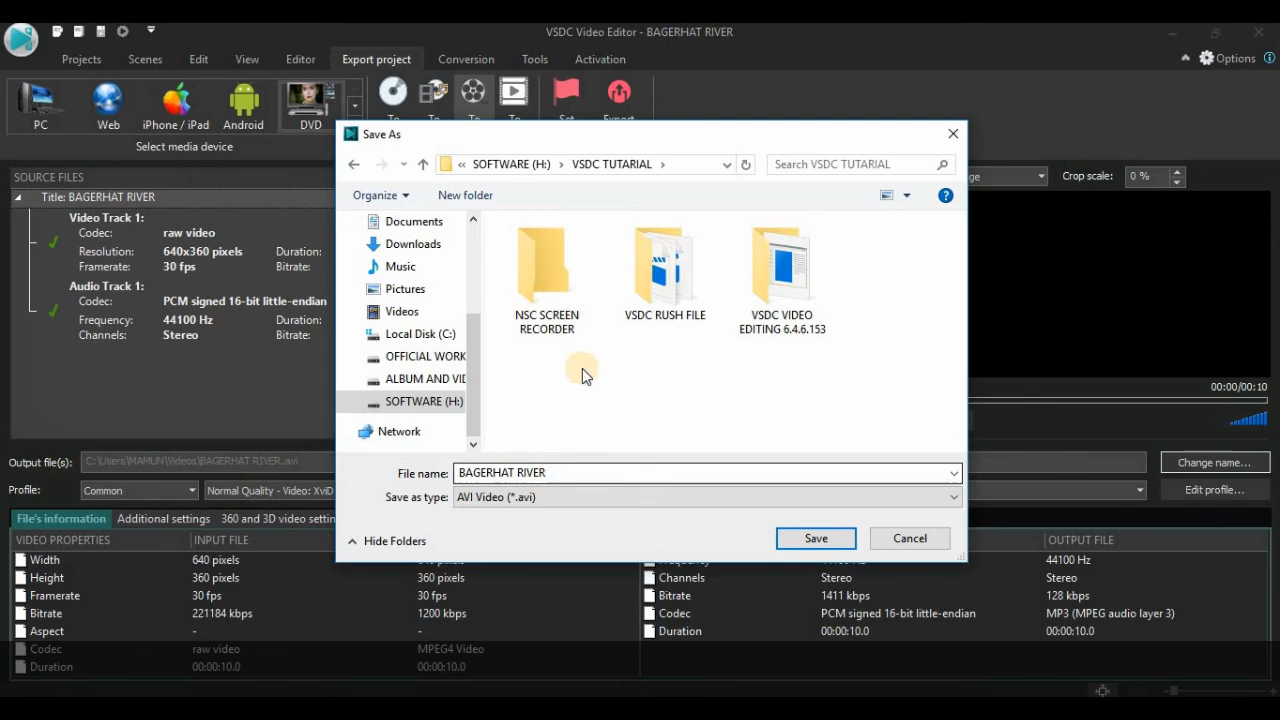 VSDC Video Editor - BAGERHAT RIVER
Projects Scenes Edit View Editor Export project Conversion Tools Activation
Options
PC Web iPhone / iPad Android DVD
To To To To Set Export
Select media device
Save As
SOFTWARE (H:) VSDC TUTARIAL
Search VSDC TUTARIAL
Organize New folder
Documents
Downloads
Music
Pictures
Videos
Local Disk (C:)
OFFICIAL WORK
ALBUM AND VID
SOFTWARE (H:)
Network
NSC SCREEN
RECORDER
VSDC RUSH FILE
VSDC VIDEO
EDITING 6.4.6.153
File name: BAGERHAT RIVER
Save as type: AVI Video (*.avi)
Hide Folders
Save Cancel
SOURCE FILES
Title: BAGERHAT RIVER
Video Track 1:
Codec: raw video
Resolution: 640x360 pixels Duration:
Framerate: 30 fps Bitrate:
Audio Track 1:
Codec: PCM signed 16-bit little-endian
Frequency: 44100 Hz Duration:
Channels: Stereo Bitrate:
ge Crop scale: 0 %
00:00/00:10
Output file(s): C:\Users\MAMUN\Videos\BAGERHAT RIVER.avi Change name...
Profile: Common Normal Quality - Video: XviD Edit profile...
File's information Additional settings 360 and 3D video settin
VIDEO PROPERTIES INPUT FILE OUTPUT FILE
Width 640 pixels
Height 360 pixels 360 pixels Channels Stereo Stereo
Framerate 30 fps 30 fps Bitrate 1411 kbps 128 kbps
Bitrate 221184 kbps 1200 kbps Codec PCM signed 16-bit little-endian MP3 (MPEG audio layer 3)
Aspect - - Duration 00:00:10.0 00:00:10.0
Codec raw video MPEG4 Video
Duration 00:00:10.0 00:00:10.0
44100 Hz